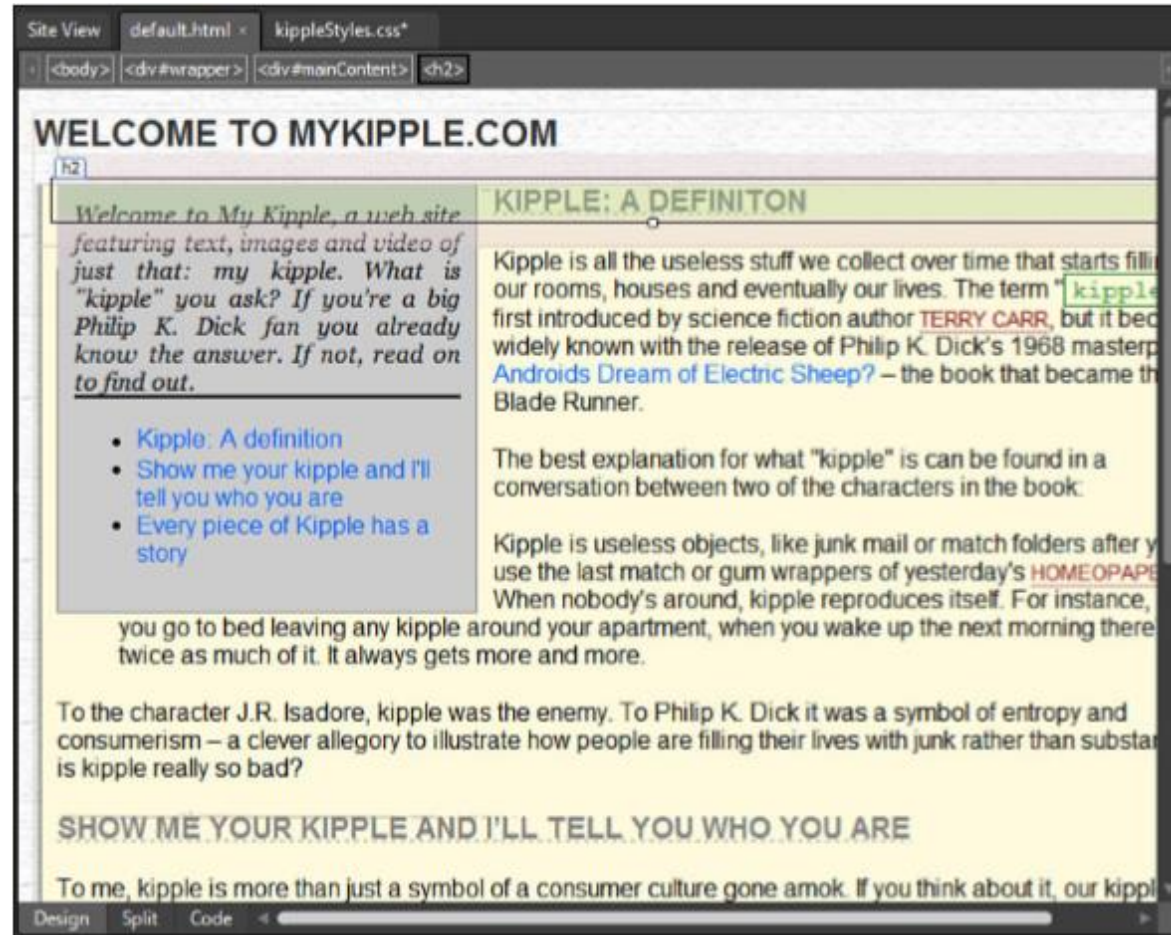 Site View default.html × kippleStyles.css*
<body> <div#wrapper> <div#mainContent> <h2>
WELCOME TO MYKIPPLE.COM
h2
Welcome to My Kipple, a web site
featuring text, images and video of
just that: my kipple. What is
"kipple" you ask? If you're a big
Philip K. Dick fan you already
know the answer. If not, read on
to find out.
• Kipple: A definition
• Show me your kipple and I'll
tell you who you are
• Every piece of Kipple has a
story
KIPPLE: A DEFINITON
Kipple is all the useless stuff we collect over time that starts filli
our rooms, houses and eventually our lives. The term "kipple
first introduced by science fiction author TERRY CARR, but it bec
widely known with the release of Philip K. Dick's 1968 masterp
Androids Dream of Electric Sheep? – the book that became th
Blade Runner.
The best explanation for what "kipple" is can be found in a
conversation between two of the characters in the book:
Kipple is useless objects, like junk mail or match folders after y
use the last match or gum wrappers of yesterday's HOMEOPAPE
When nobody's around, kipple reproduces itself. For instance,
you go to bed leaving any kipple around your apartment, when you wake up the next morning there
twice as much of it. It always gets more and more.
To the character J.R. Isadore, kipple was the enemy. To Philip K. Dick it was a symbol of entropy and
consumerism – a clever allegory to illustrate how people are filling their lives with junk rather than substan
is kipple really so bad?
SHOW ME YOUR KIPPLE AND I'LL TELL YOU WHO YOU ARE
To me, kipple is more than just a symbol of a consumer culture gone amok. If you think about it, our kippl
Design Split Code